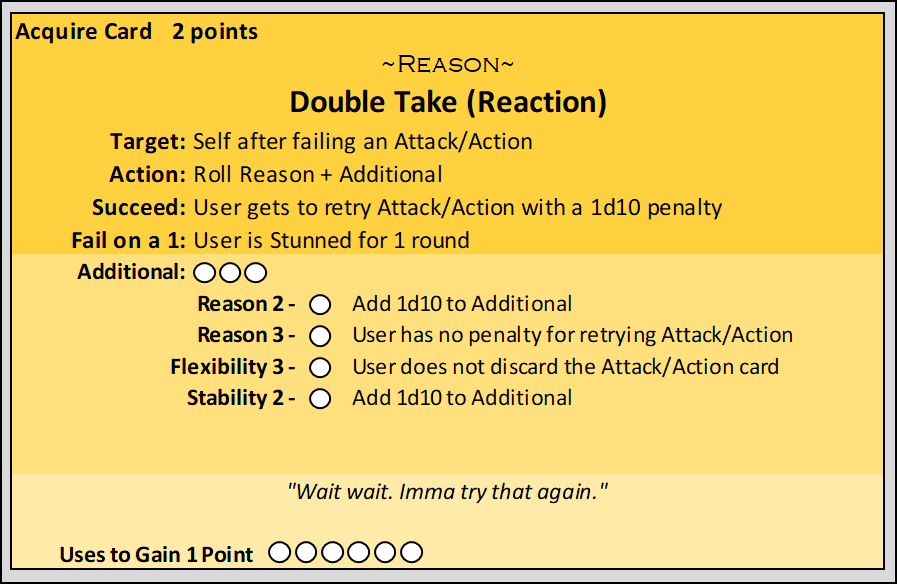 Acquire Card 2 points
~REASON~
Double Take (Reaction)
Target: Self after failing an Attack/Action
Action: Roll Reason + Additional
Succeed: User gets to retry Attack/Action with a 1d10 penalty
Fail on a 1: User is Stunned for 1 round
Additional:
Reason 2 - Add 1d10 to Additional
Reason 3 - User has no penalty for retrying Attack/Action
Flexibility 3 - User does not discard the Attack/Action card
Stability 2 - Add 1d10 to Additional
"Wait wait. Imma try that again."
Uses to Gain 1 Point